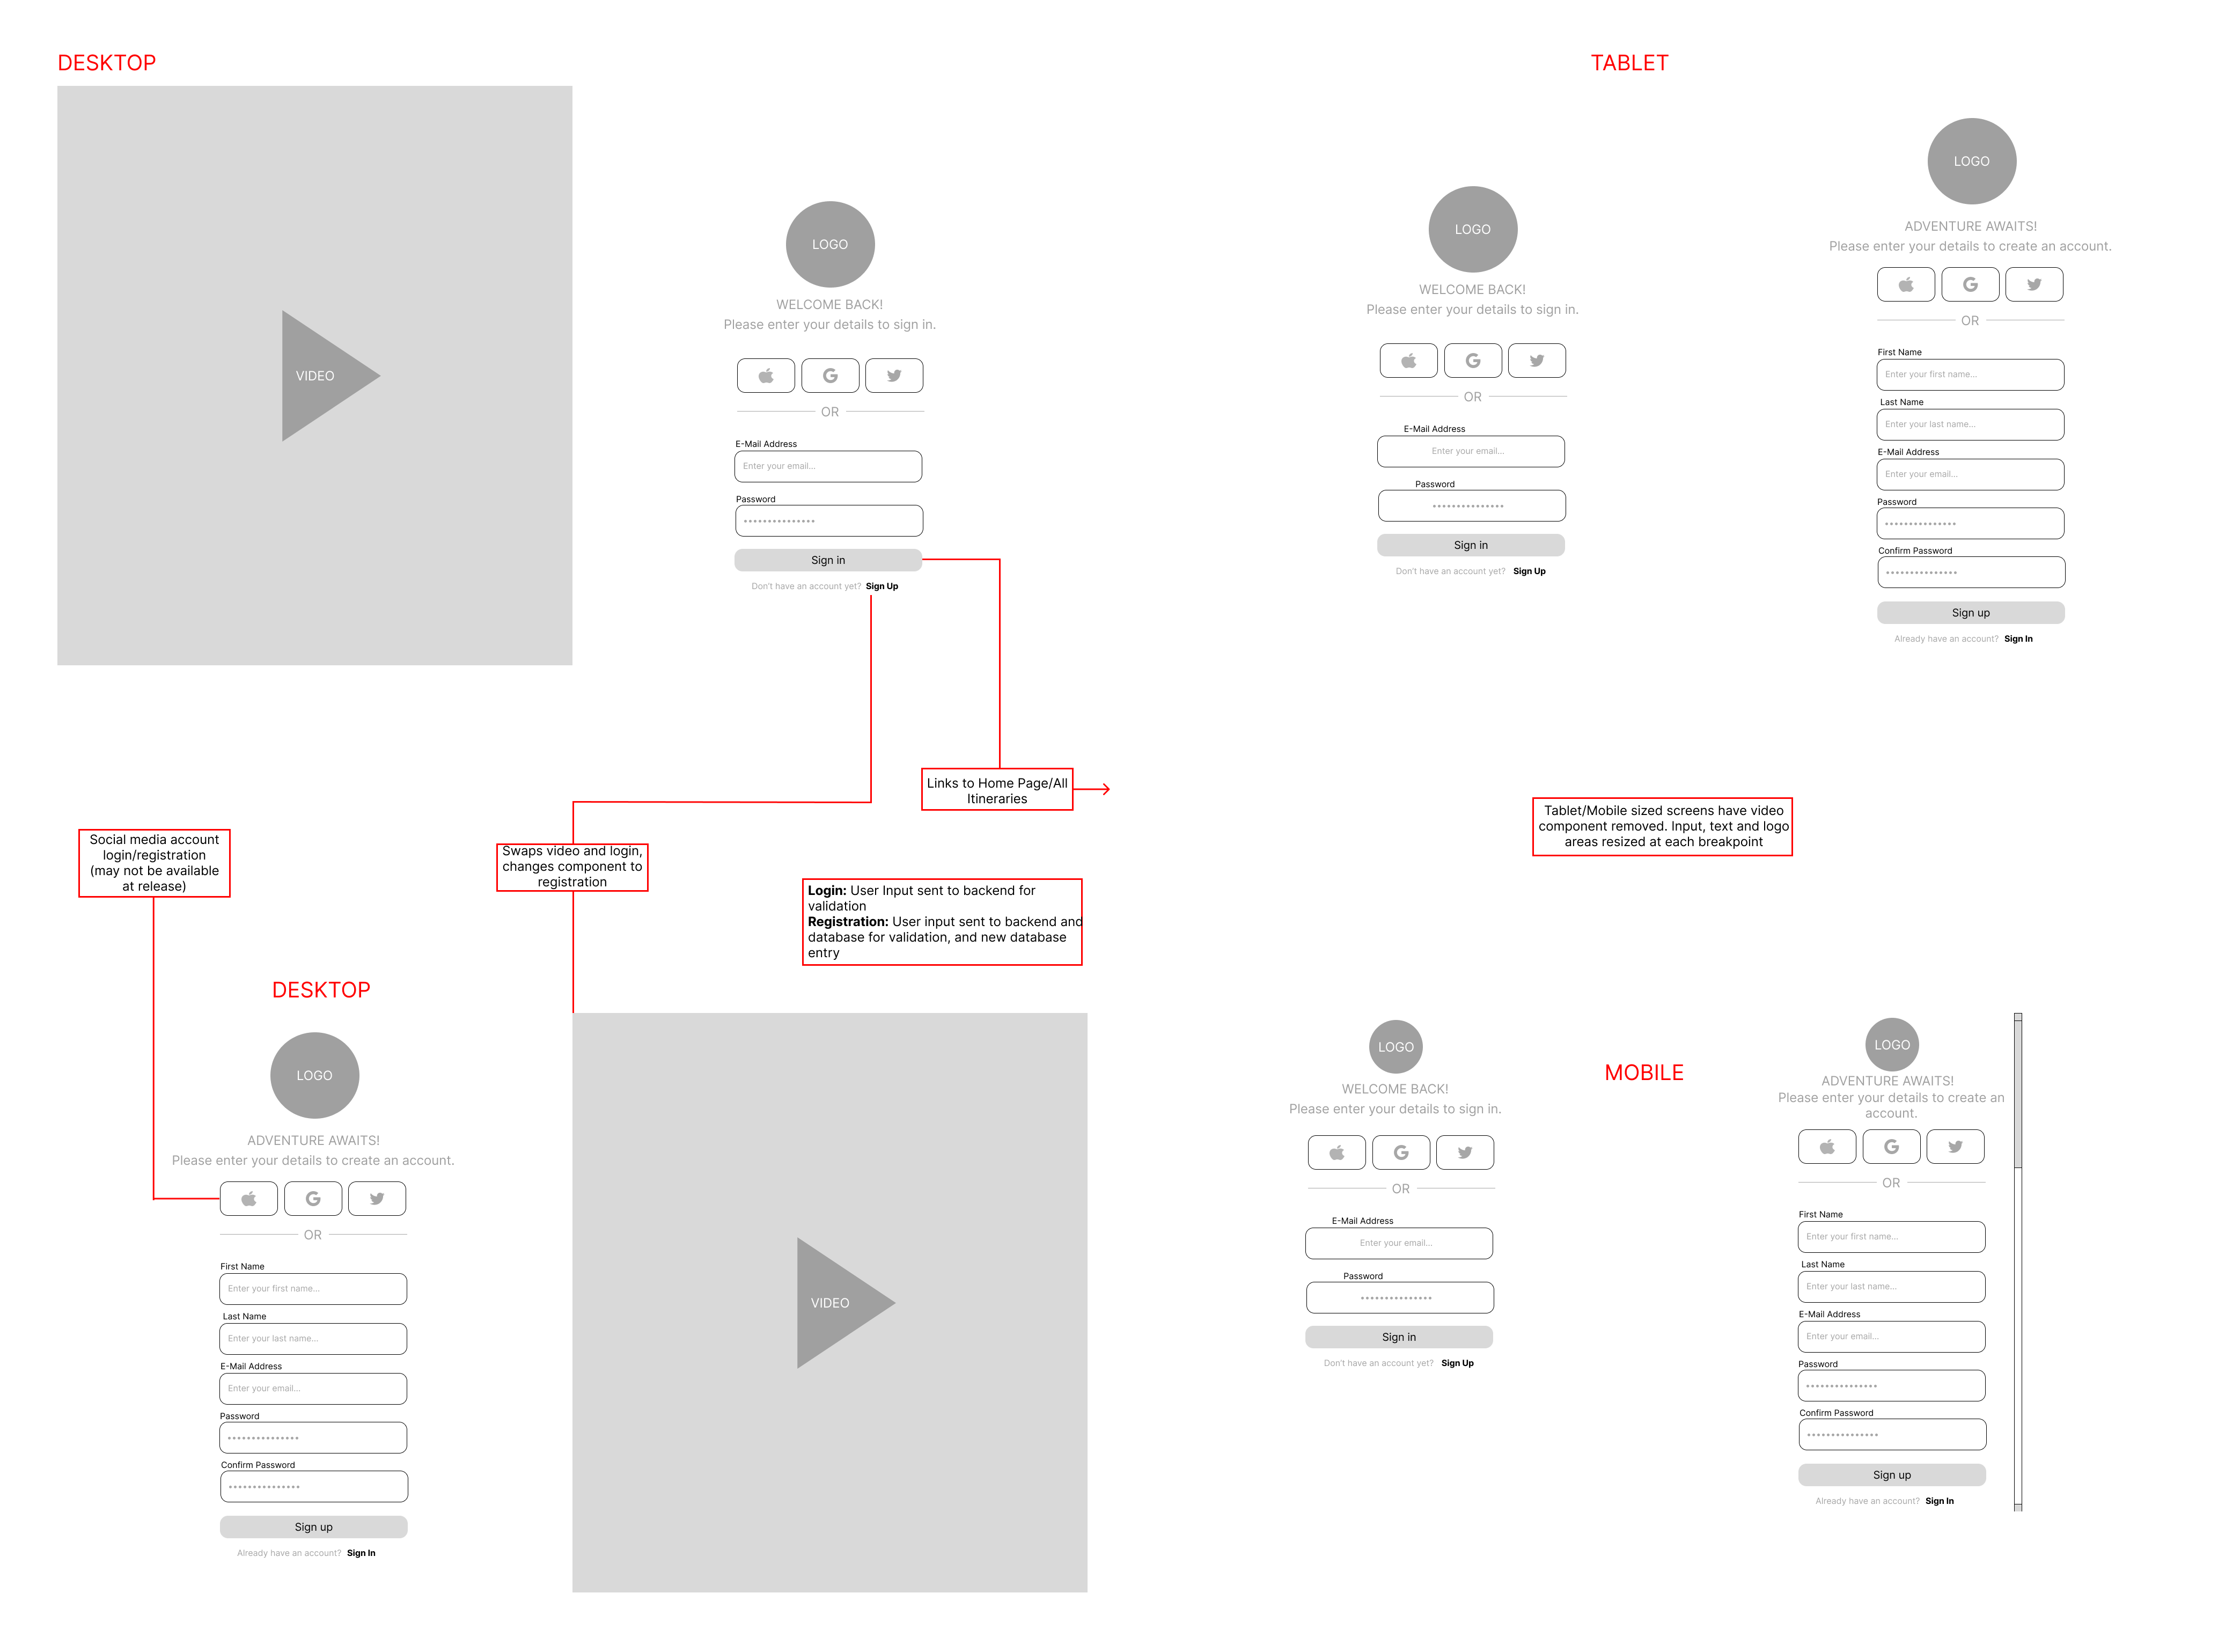 DESKTOP
VIDEO
LOGO
WELCOME BACK!
Please enter your details to sign in.
OR
E-Mail Address
Enter your email...
Password
Sign in
Don't have an account yet? Sign Up
TABLET
LOGO
WELCOME BACK!
Please enter your details to sign in.
OR
E-Mail Address
Enter your email...
Password
Sign in
Don't have an account yet? Sign Up
LOGO
ADVENTURE AWAITS!
Please enter your details to create an account.
OR
First Name
Enter your first name...
Last Name
Enter your last name...
E-Mail Address
Enter your email...
Password
Confirm Password
Sign up
Already have an account? Sign In
Links to Home Page/All
Itineraries
Social media account
login/registration
(may not be available
at release)
Swaps video and login,
changes component to
registration
Login: User Input sent to backend for
validation
Registration: User input sent to backend and
database for validation, and new database
entry
Tablet/Mobile sized screens have video
component removed. Input, text and logo
areas resized at each breakpoint
DESKTOP
LOGO
ADVENTURE AWAITS!
Please enter your details to create an account.
OR
First Name
Enter your first name...
Last Name
Enter your last name...
E-Mail Address
Enter your email...
Password
Confirm Password
Sign up
Already have an account? Sign In
VIDEO
MOBILE
LOGO
WELCOME BACK!
Please enter your details to sign in.
OR
E-Mail Address
Enter your email...
Password
Sign in
Don't have an account yet? Sign Up
LOGO
ADVENTURE AWAITS!
Please enter your details to create an
account.
OR
First Name
Enter your first name...
Last Name
Enter your last name...
E-Mail Address
Enter your email...
Password
Confirm Password
Sign up
Already have an account? Sign In